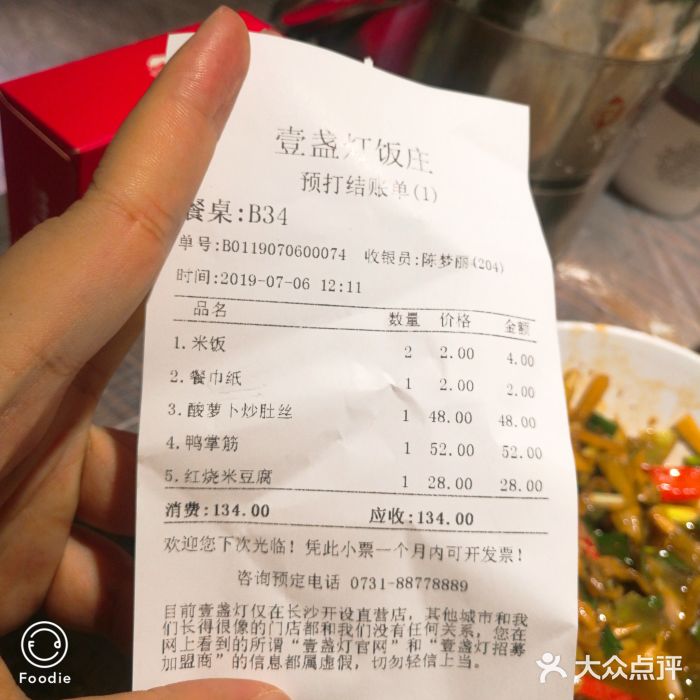 壹盏灯饭庄
预打结账单(1)
餐桌:B34
单号:B0119070600074 收银员:陈梦丽(204)
时间:2019-07-06 12:11
品名 数量 价格 金额
1.米饭 2 2.00 4.00
2.餐巾纸 1 2.00 2.00
3.酸萝卜炒肚丝 1 48.00 48.00
4.鸭掌筋 1 52.00 52.00
5.红烧米豆腐 1 28.00 28.00
消费:134.00 应收:134.00
欢迎您下次光临! 凭此小票一个月内可开发票!
咨询预定电话 0731-88778889
目前壹盏灯仅在长沙开设直营店,其他城市和我
们长得很像的门店都和我们没有任何关系,您在
网上看到的所谓“壹盏灯官网”和“壹盏灯招募
加盟商”的信息都属虚假,切勿轻信上当。
Foodie
大众点评